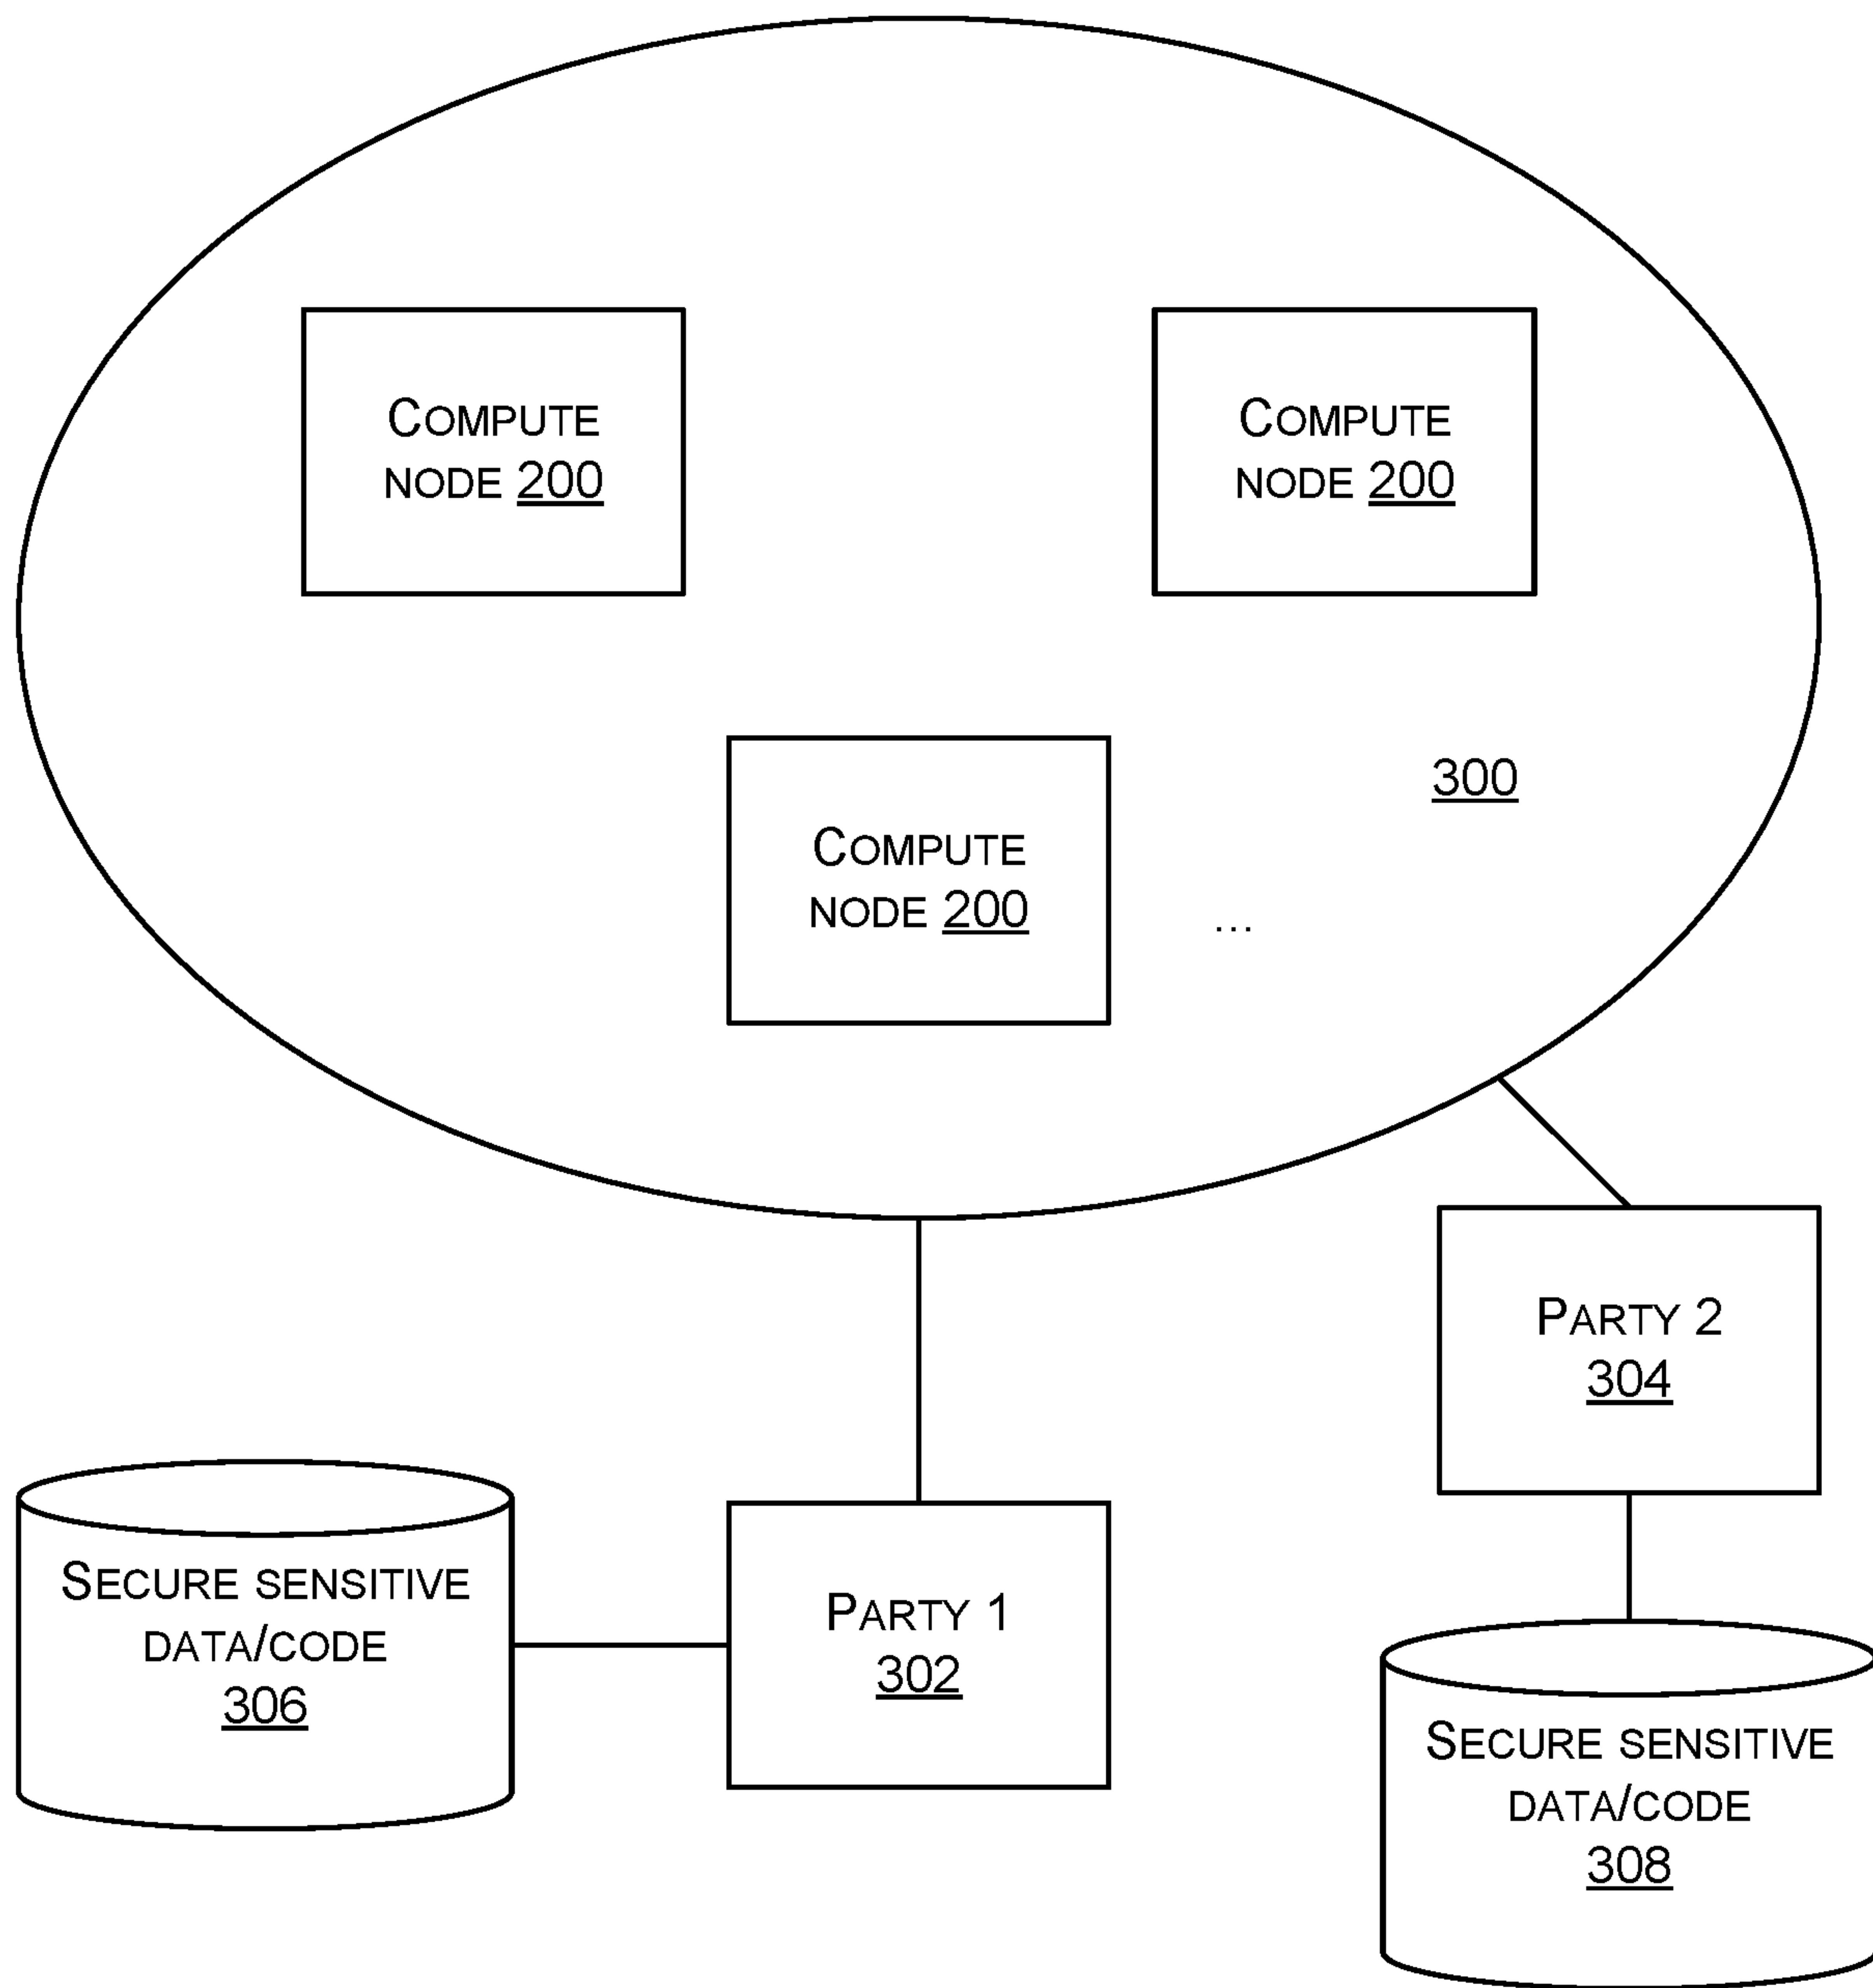 COMPUTE
NODE 200
COMPUTE
NODE 200
300
COMPUTE
NODE 200
...
PARTY 2
304
SECURE SENSITIVE
DATA/CODE
306
PARTY 1
302
SECURE SENSITIVE
DATA/CODE
308